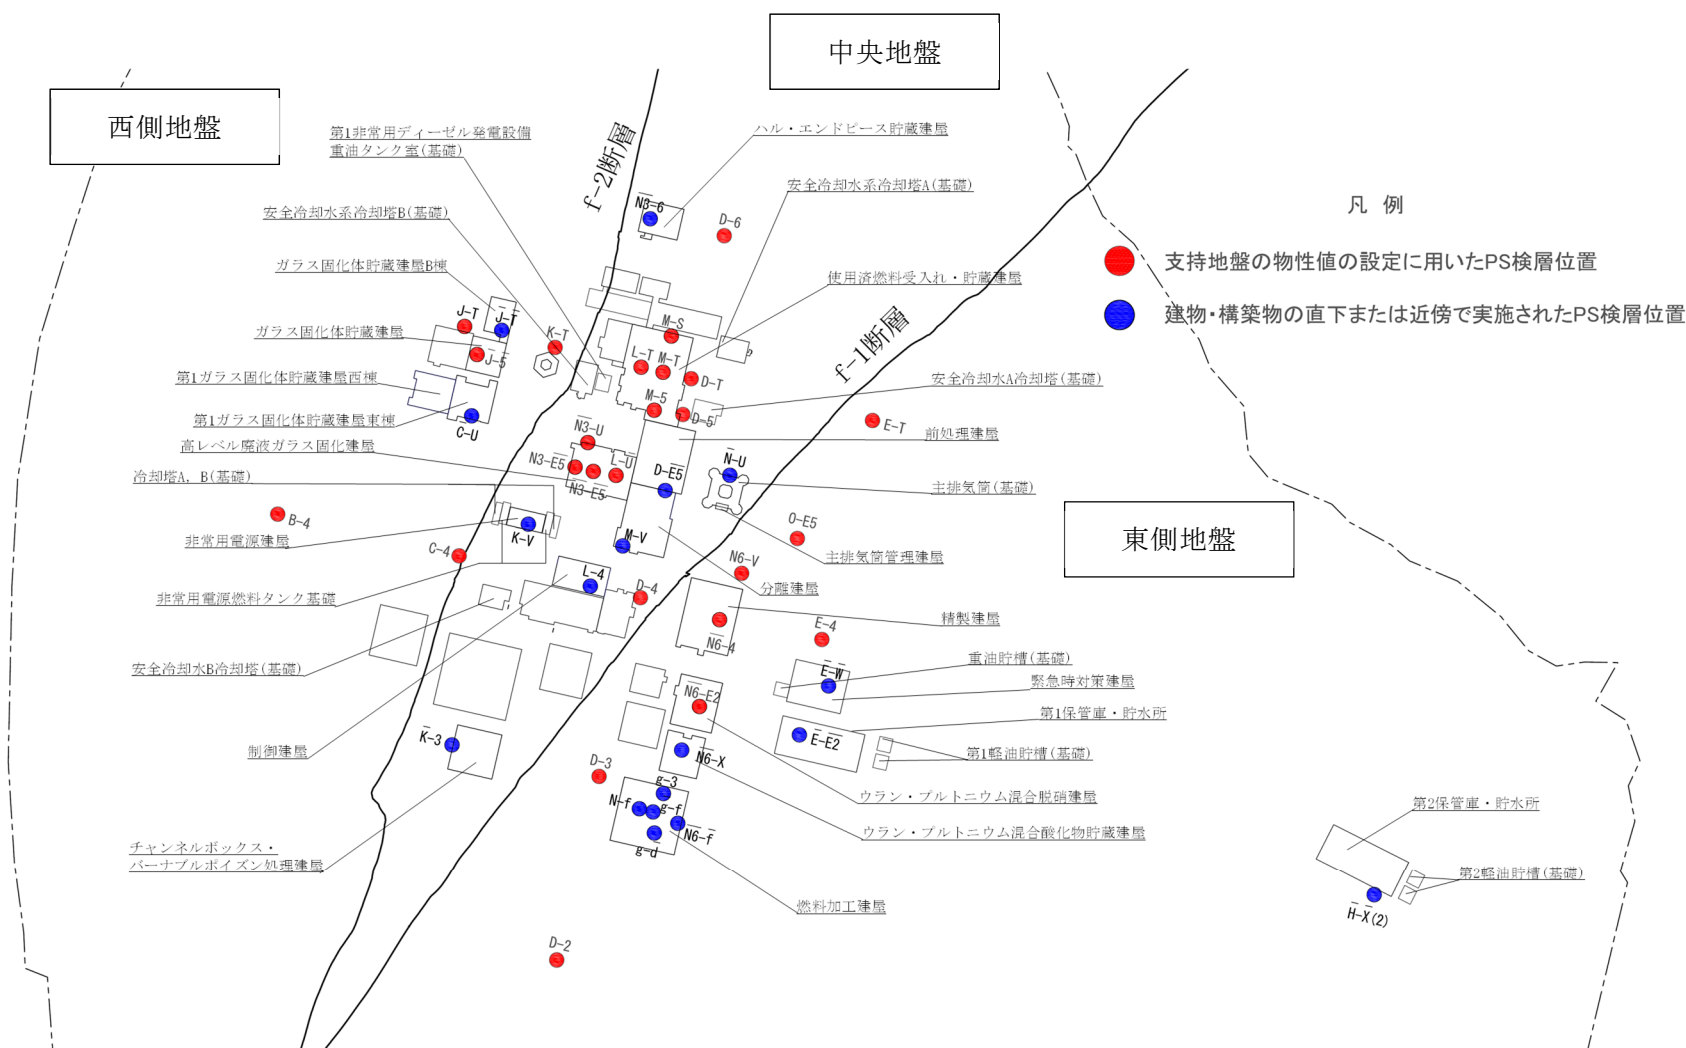 中央地盤
西側地盤
東側地盤
f-2断層
f-1断層
凡 例
支持地盤の物性値の設定に用いたPS検層位置
建物・構築物の直下または近傍で実施されたPS検層位置
第1非常用ディーゼル発電設備
重油タンク室(基礎)
安全冷却水系冷却塔B(基礎)
ガラス固化体貯蔵建屋B棟
ガラス固化体貯蔵建屋
第1ガラス固化体貯蔵建屋西棟
第1ガラス固化体貯蔵建屋東棟
高レベル廃液ガラス固化建屋
冷却塔A, B(基礎)
非常用電源建屋
非常用電源燃料タンク基礎
安全冷却水B冷却塔(基礎)
制御建屋
チャンネルボックス・
バーナブルポイズン処理建屋
ハル・エンドピース貯蔵建屋
安全冷却水系冷却塔A(基礎)
使用済燃料受入れ・貯蔵建屋
安全冷却水A冷却塔(基礎)
前処理建屋
主排気筒(基礎)
主排気筒管理建屋
分離建屋
精製建屋
重油貯槽(基礎)
緊急時対策建屋
第1保管庫・貯水所
第1軽油貯槽(基礎)
ウラン・プルトニウム混合脱硝建屋
ウラン・プルトニウム混合酸化物貯蔵建屋
燃料加工建屋
第2保管庫・貯水所
第2軽油貯槽(基礎)
N̅3-6
D-6
J-T
J-T̅
J̅-5̅
K-T
M-S
L-T
M-T
D-T
M-5
D-5
E-T
C̅-U
N̅3-U
N3-E̅5
N̅3-E̅5
L-U̅
D-E̅5̅
N̅-U
B-4
K-V
C-4
M-V
O-E5
N6-V
L-4
D-4
N̅6-4
E-4
E̅-W̅
N̅6-E2
E-E̅2̅
K̅-3
N̅6-X̅
D-3
g-3
N-f
g-f
N̅6-f̅
g-d̅
D-2
H̅-X̅(2)